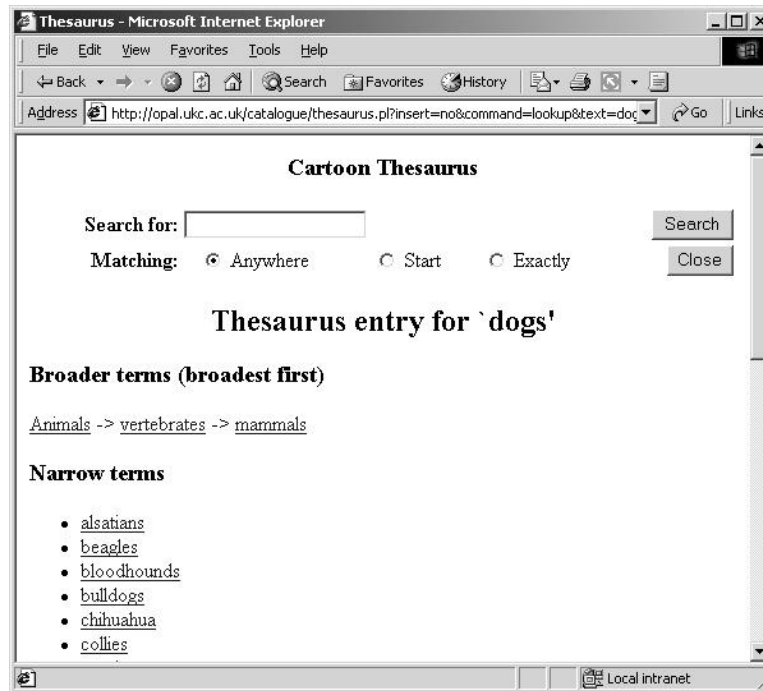 Thesaurus - Microsoft Internet Explorer
File Edit View Favorites Tools Help
Back Search Favorites History
Address http://opal.ukc.ac.uk/catalogue/thesaurus.pl?insert=no&command=lookup&text=dog Go Links
Cartoon Thesaurus
Search for: Search
Matching: Anywhere Start Exactly Close
Thesaurus entry for `dogs'
Broader terms (broadest first)
Animals -> vertebrates -> mammals
Narrow terms
• alsatians
• beagles
• bloodhounds
• bulldogs
• chihuahua
• collies
Local intranet